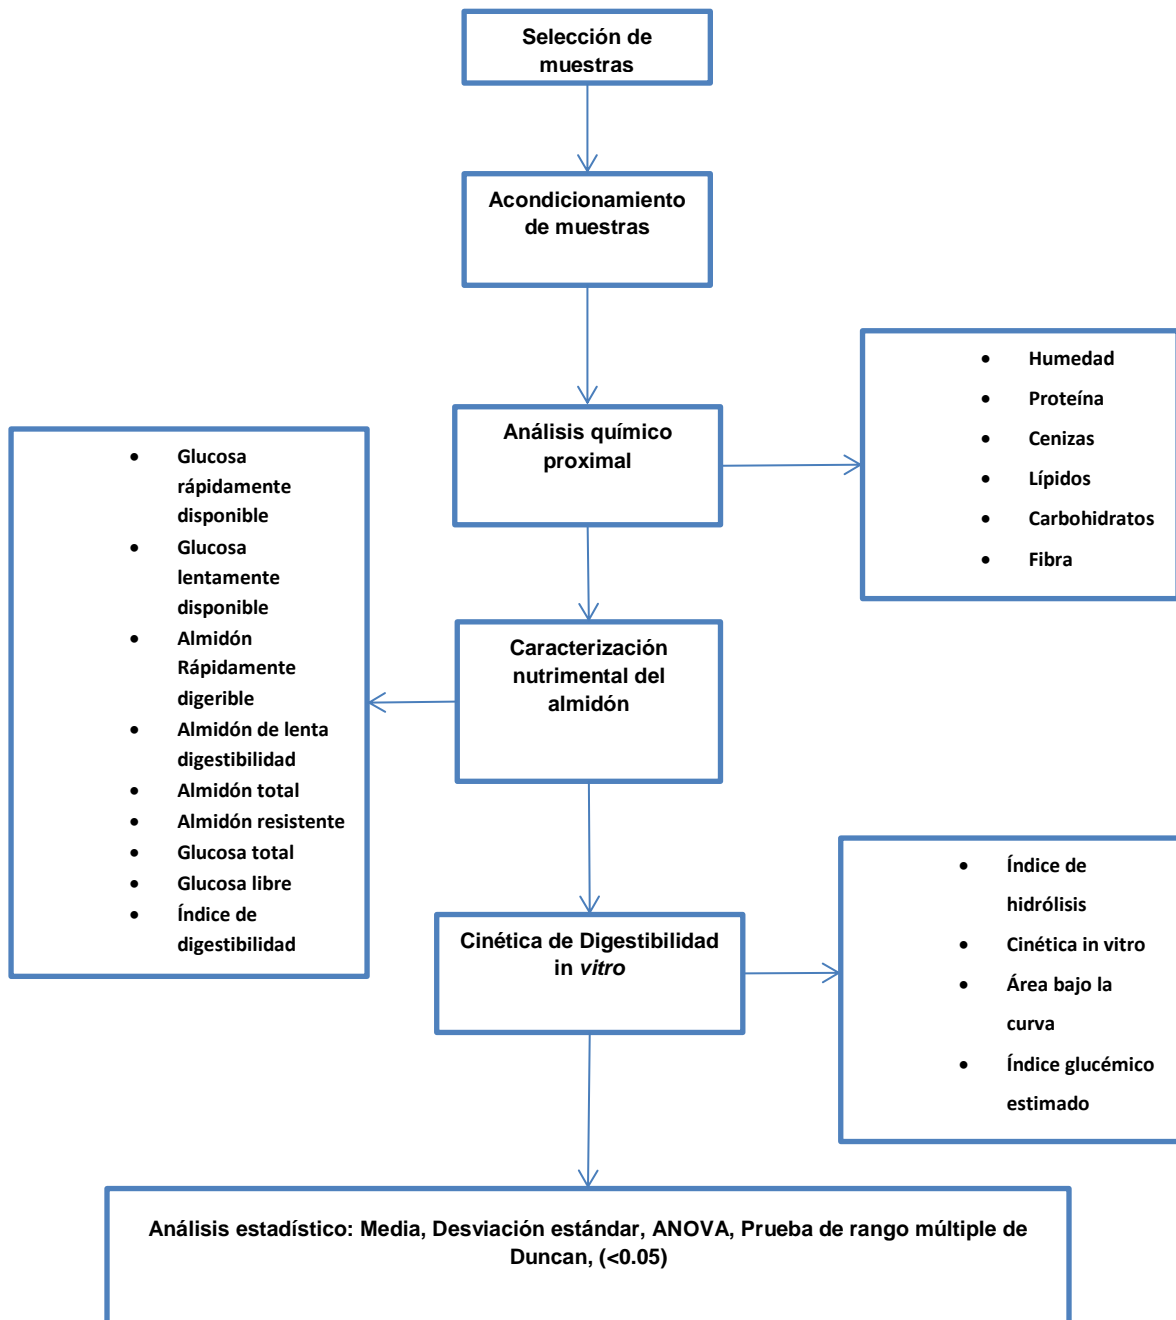 Selección de
muestras
Acondicionamiento
de muestras
Análisis químico
proximal
• Humedad
• Proteína
• Cenizas
• Lípidos
• Carbohidratos
• Fibra
Caracterización
nutrimental del
almidón
• Glucosa
rápidamente
disponible
• Glucosa
lentamente
disponible
• Almidón
Rápidamente
digerible
• Almidón de lenta
digestibilidad
• Almidón total
• Almidón resistente
• Glucosa total
• Glucosa libre
• Índice de
digestibilidad
Cinética de Digestibilidad
in vitro
• Índice de
hidrólisis
• Cinética in vitro
• Área bajo la
curva
• Índice glucémico
estimado
Análisis estadístico: Media, Desviación estándar, ANOVA, Prueba de rango múltiple de
Duncan, (<0.05)